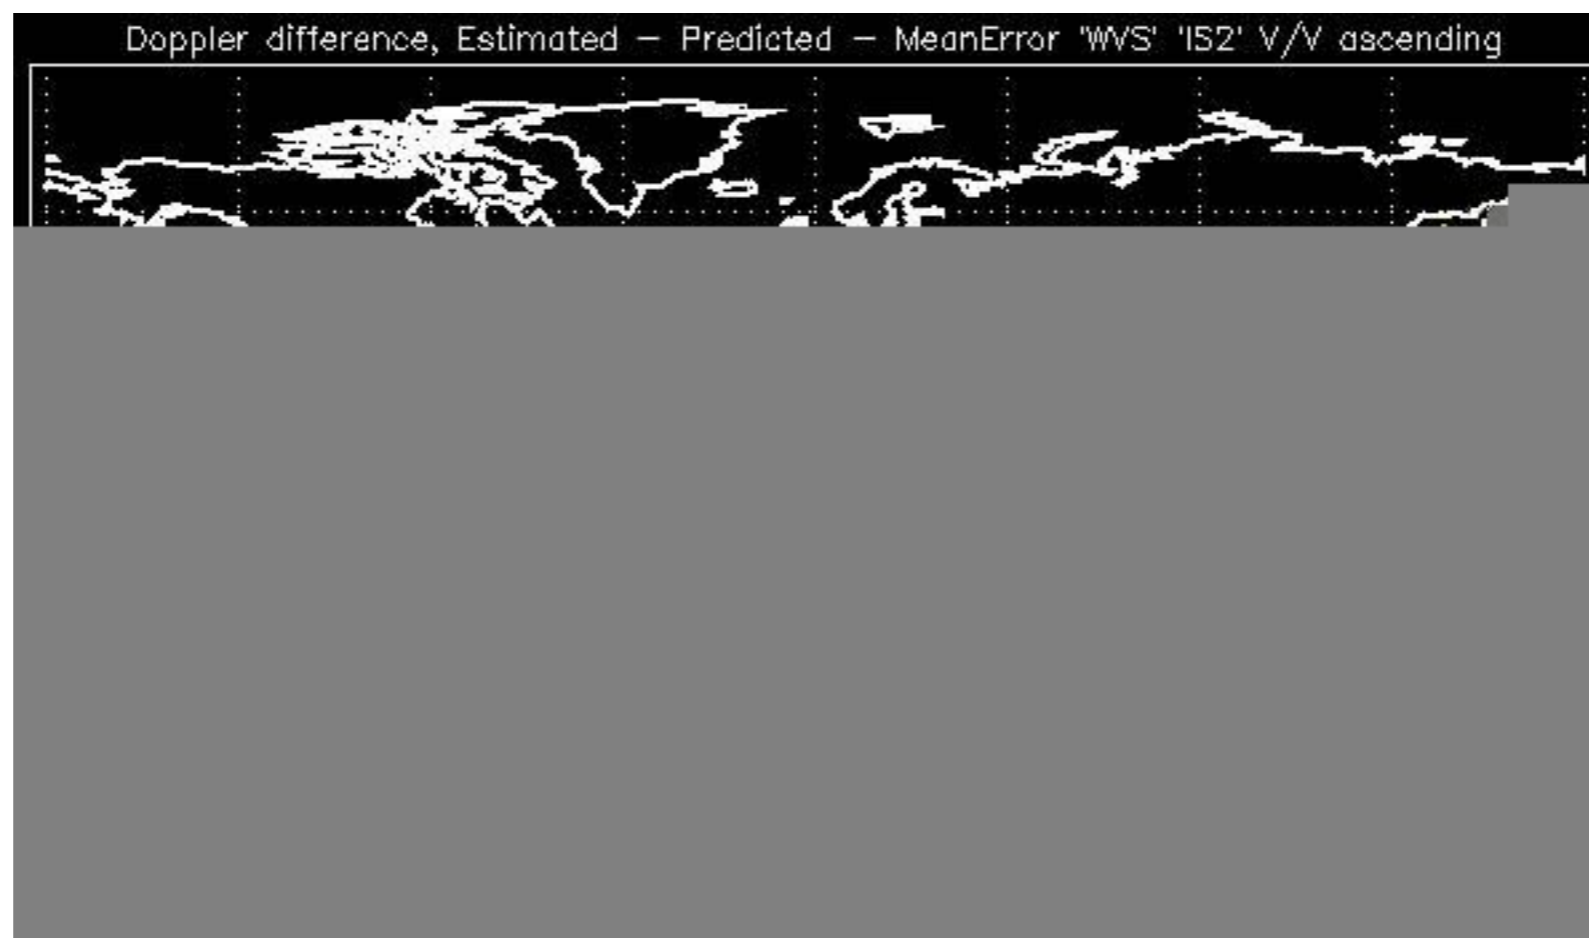 Doppler difference, Estimated – Predicted – MeanError 'WVS' 'IS2' V/V ascending